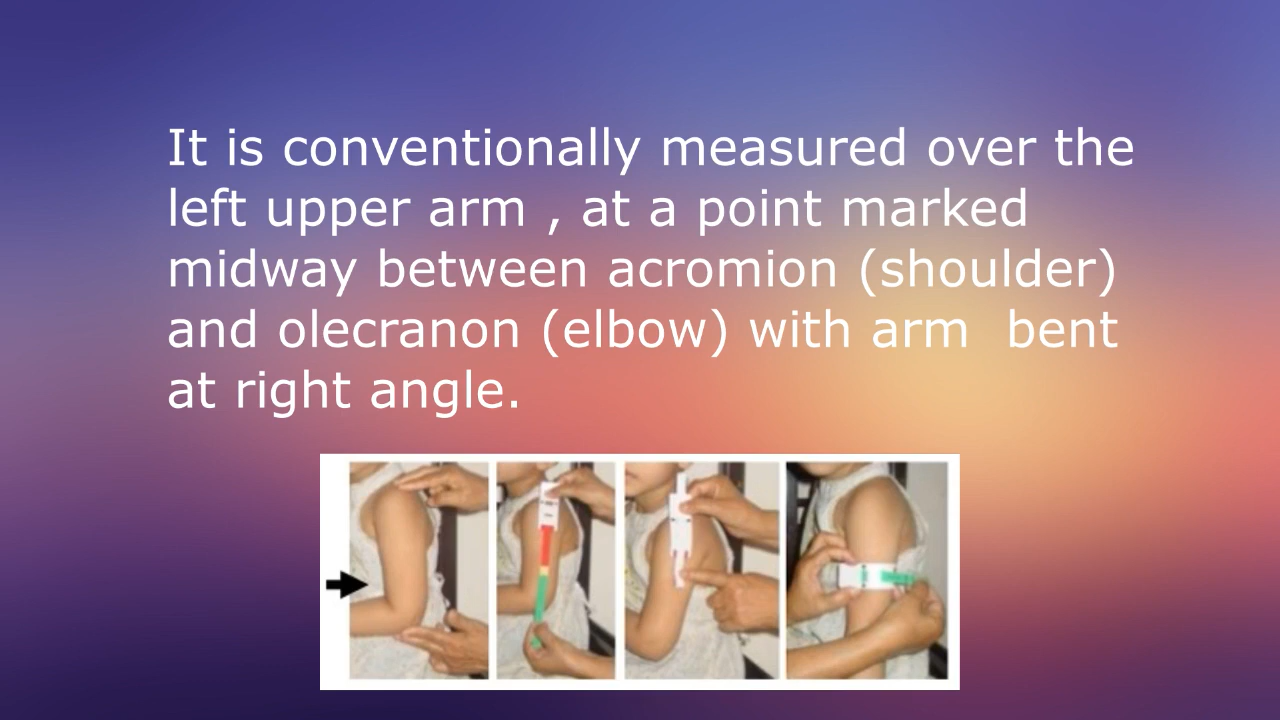 It is conventionally measured over the
left upper arm , at a point marked
midway between acromion (shoulder)
and olecranon (elbow) with arm  bent
at right angle.